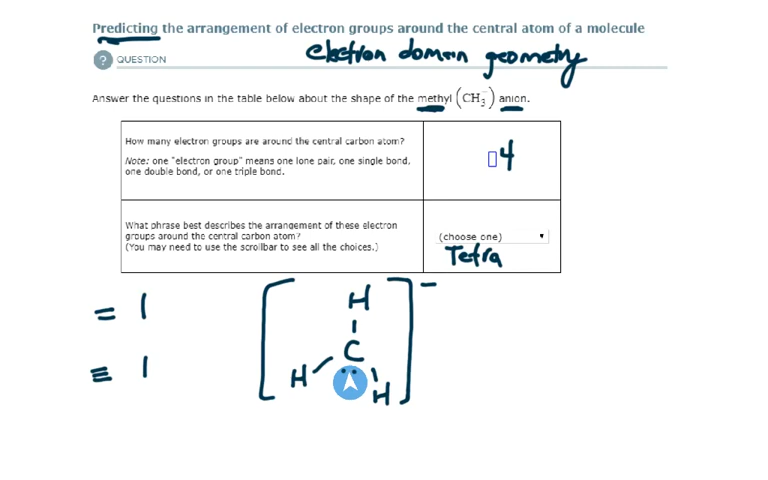 Predicting the arrangement of electron groups around the central atom of a molecule
? QUESTION
electron domain geometry
Answer the questions in the table below about the shape of the methyl (CH3−) anion.
How many electron groups are around the central carbon atom?
Note: one "electron group" means one lone pair, one single bond,
one double bond, or one triple bond.
4
What phrase best describes the arrangement of these electron
groups around the central carbon atom?
(You may need to use the scrollbar to see all the choices.)
(choose one)
Tetra
= 1
≡ 1
[ H −
C
H H ]